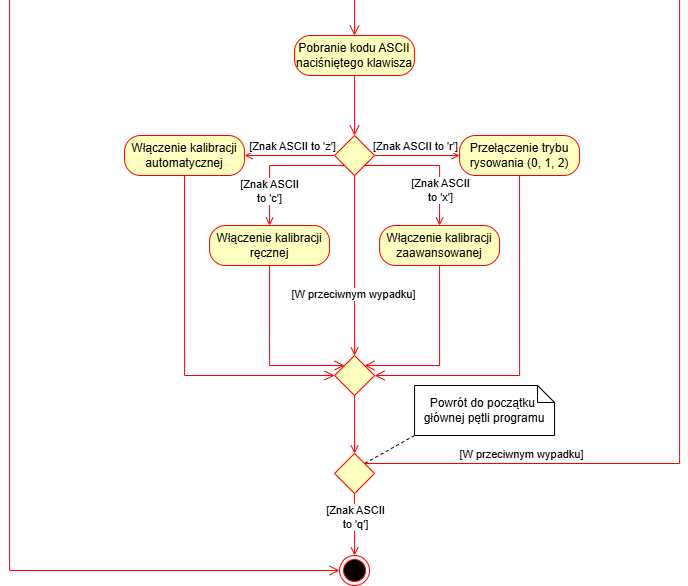 Pobranie kodu ASCII
naciśniętego klawisza
Włączenie kalibracji
automatycznej
[Znak ASCII to 'z']
[Znak ASCII to 'r']
Przełączenie trybu
rysowania (0, 1, 2)
[Znak ASCII
to 'c']
[Znak ASCII
to 'x']
Włączenie kalibracji
ręcznej
Włączenie kalibracji
zaawansowanej
[W przeciwnym wypadku]
Powrót do początku
głównej pętli programu
[W przeciwnym wypadku]
[Znak ASCII
to 'q']